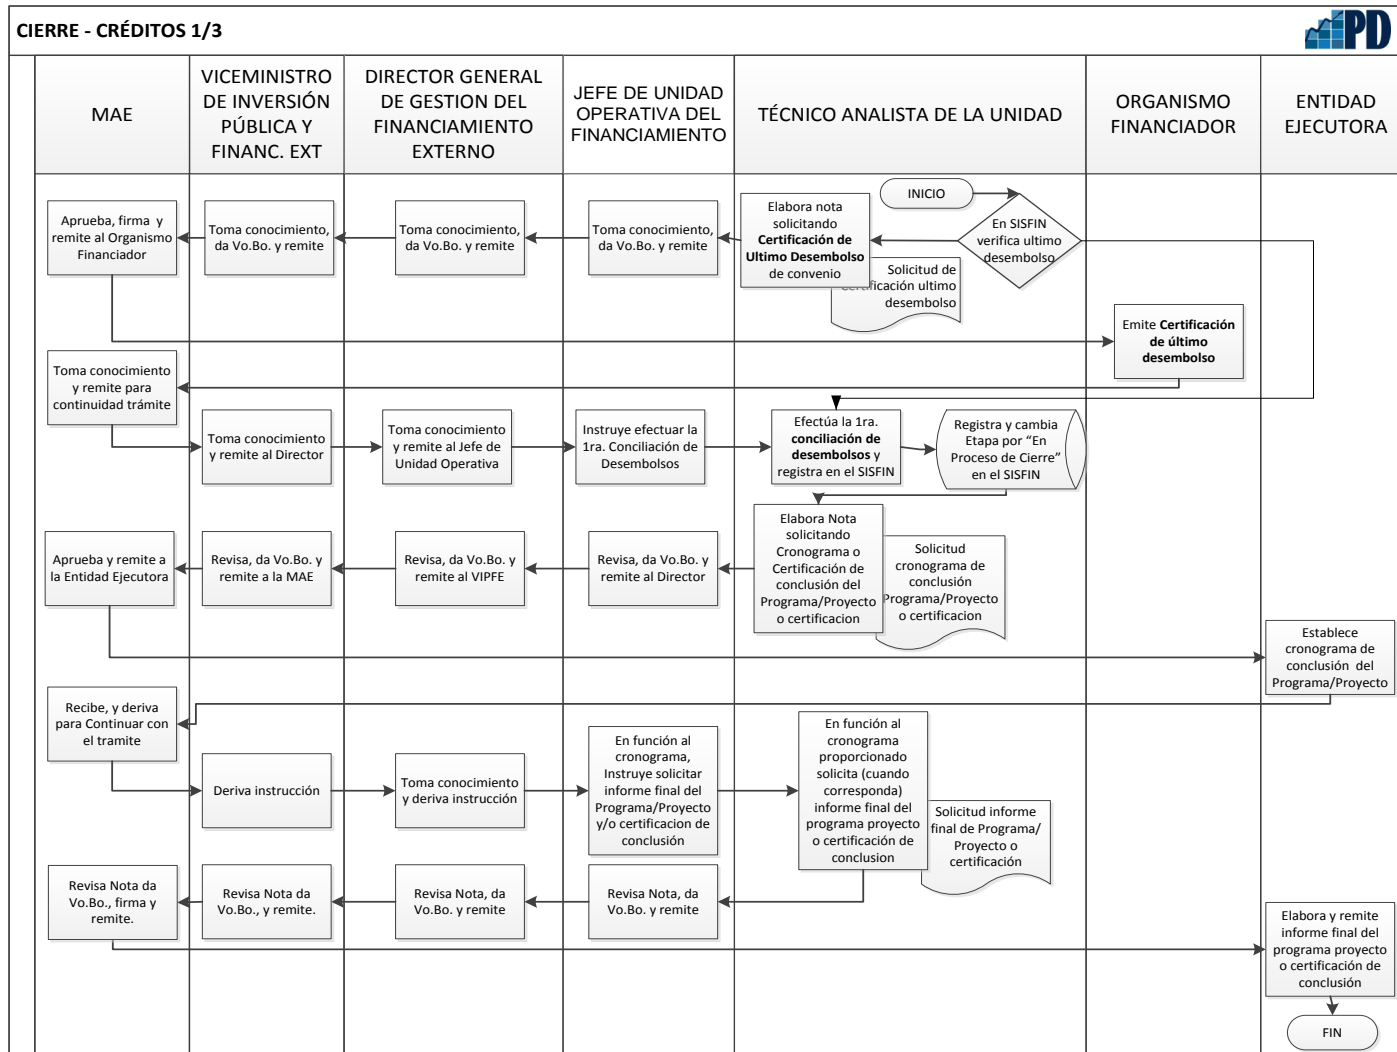 CIERRE - CRÉDITOS 1/3
PD
MAE
VICEMINISTRO
DE INVERSIÓN
PÚBLICA Y
FINANC. EXT
DIRECTOR GENERAL
DE GESTION DEL
FINANCIAMIENTO
EXTERNO
JEFE DE UNIDAD
OPERATIVA DEL
FINANCIAMIENTO
TÉCNICO ANALISTA DE LA UNIDAD
ORGANISMO
FINANCIADOR
ENTIDAD
EJECUTORA
INICIO
En SISFIN
verifica ultimo
desembolso
Elabora nota
solicitando
Certificación de
Ultimo Desembolso
de convenio
Solicitud de
Certificación ultimo
desembolso
Toma conocimiento,
da Vo.Bo. y remite
Toma conocimiento,
da Vo.Bo. y remite
Toma conocimiento,
da Vo.Bo. y remite
Aprueba, firma y
remite al Organismo
Financiador
Emite Certificación
de último
desembolso
Toma conocimiento
y remite para
continuidad trámite
Toma conocimiento
y remite al Director
Toma conocimiento
y remite al Jefe de
Unidad Operativa
Instruye efectuar la
1ra. Conciliación de
Desembolsos
Efectúa la 1ra.
conciliación de
desembolsos y
registra en el SISFIN
Registra y cambia
Etapa por “En
Proceso de Cierre”
en el SISFIN
Elabora Nota
solicitando
Cronograma o
Certificación de
conclusión del
Programa/Proyecto
o certificacion
Solicitud
cronograma de
conclusión
Programa/Proyecto
o certificacion
Revisa, da Vo.Bo. y
remite al Director
Revisa, da Vo.Bo. y
remite al VIPFE
Revisa, da Vo.Bo. y
remite a la MAE
Aprueba y remite a
la Entidad Ejecutora
Establece
cronograma de
conclusión del
Programa/Proyecto
Recibe, y deriva
para Continuar con
el tramite
Deriva instrucción
Toma conocimiento
y deriva instrucción
En función al
cronograma,
Instruye solicitar
informe final del
Programa/Proyecto
y/o certificacion de
conclusión
En función al
cronograma
proporcionado
solicita (cuando
corresponda)
informe final del
programa proyecto
o certificación de
conclusion
Solicitud informe
final de Programa/
Proyecto o
certificación
Revisa Nota, da
Vo.Bo. y remite
Revisa Nota, da
Vo.Bo. y remite
Revisa Nota da
Vo.Bo., y remite.
Revisa Nota da
Vo.Bo., firma y
remite.
Elabora y remite
informe final del
programa proyecto
o certificación de
conclusión
FIN